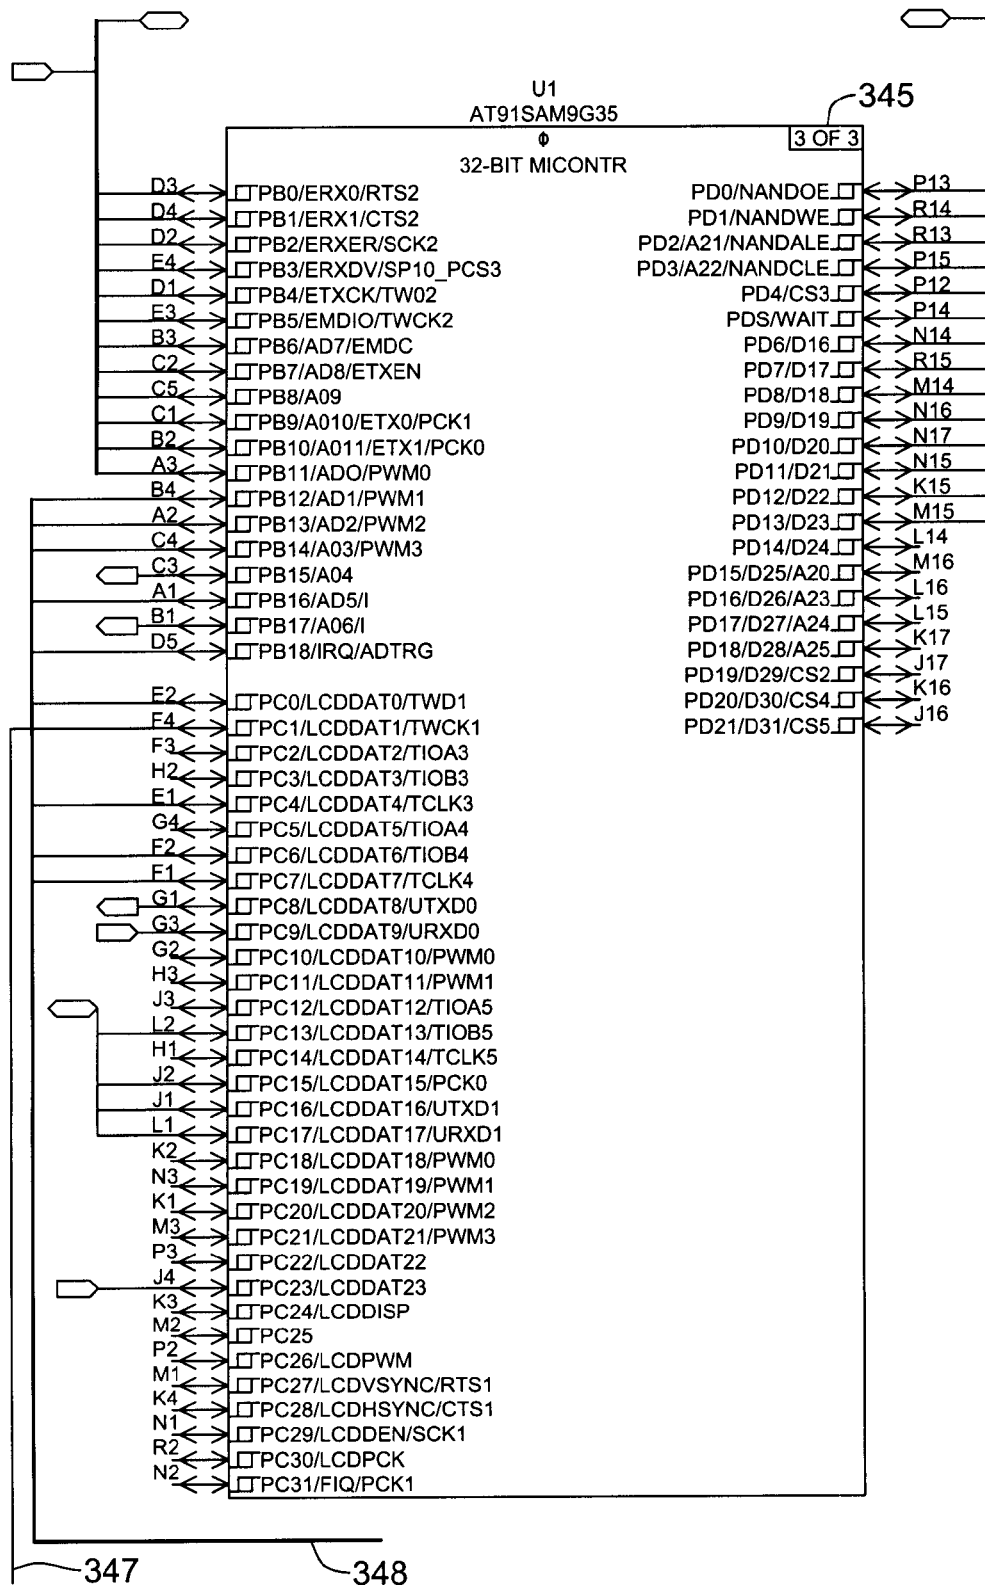 U1
AT91SAM9G35
345
Φ
3 OF 3
32-BIT MICONTR
D3 PB0/ERX0/RTS2 PD0/NANDOE P13
D4 PB1/ERX1/CTS2 PD1/NANDWE R14
D2 PB2/ERXER/SCK2 PD2/A21/NANDALE R13
E4 PB3/ERXDV/SP10_PCS3 PD3/A22/NANDCLE P15
D1 PB4/ETXCK/TW02 PD4/CS3 P12
E3 PB5/EMDIO/TWCK2 PDS/WAIT P14
B3 PB6/AD7/EMDC PD6/D16 N14
C2 PB7/AD8/ETXEN PD7/D17 R15
C5 PB8/A09 PD8/D18 M14
C1 PB9/A010/ETX0/PCK1 PD9/D19 N16
B2 PB10/A011/ETX1/PCK0 PD10/D20 N17
A3 PB11/ADO/PWM0 PD11/D21 N15
B4 PB12/AD1/PWM1 PD12/D22 K15
A2 PB13/AD2/PWM2 PD13/D23 M15
C4 PB14/A03/PWM3 PD14/D24 L14
C3 PB15/A04 PD15/D25/A20 M16
A1 PB16/AD5/I PD16/D26/A23 L16
B1 PB17/A06/I PD17/D27/A24 L15
D5 PB18/IRQ/ADTRG PD18/D28/A25 K17
PD19/D29/CS2 J17
E2 PC0/LCDDAT0/TWD1 PD20/D30/CS4 K16
F4 PC1/LCDDAT1/TWCK1 PD21/D31/CS5 J16
F3 PC2/LCDDAT2/TIOA3
H2 PC3/LCDDAT3/TIOB3
E1 PC4/LCDDAT4/TCLK3
G4 PC5/LCDDAT5/TIOA4
F2 PC6/LCDDAT6/TIOB4
F1 PC7/LCDDAT7/TCLK4
G1 PC8/LCDDAT8/UTXD0
G3 PC9/LCDDAT9/URXD0
G2 PC10/LCDDAT10/PWM0
H3 PC11/LCDDAT11/PWM1
J3 PC12/LCDDAT12/TIOA5
L2 PC13/LCDDAT13/TIOB5
H1 PC14/LCDDAT14/TCLK5
J2 PC15/LCDDAT15/PCK0
J1 PC16/LCDDAT16/UTXD1
L1 PC17/LCDDAT17/URXD1
K2 PC18/LCDDAT18/PWM0
N3 PC19/LCDDAT19/PWM1
K1 PC20/LCDDAT20/PWM2
M3 PC21/LCDDAT21/PWM3
P3 PC22/LCDDAT22
J4 PC23/LCDDAT23
K3 PC24/LCDDISP
M2 PC25
P2 PC26/LCDPWM
M1 PC27/LCDVSYNC/RTS1
K4 PC28/LCDHSYNC/CTS1
N1 PC29/LCDDEN/SCK1
R2 PC30/LCDPCK
N2 PC31/FIQ/PCK1
347 348